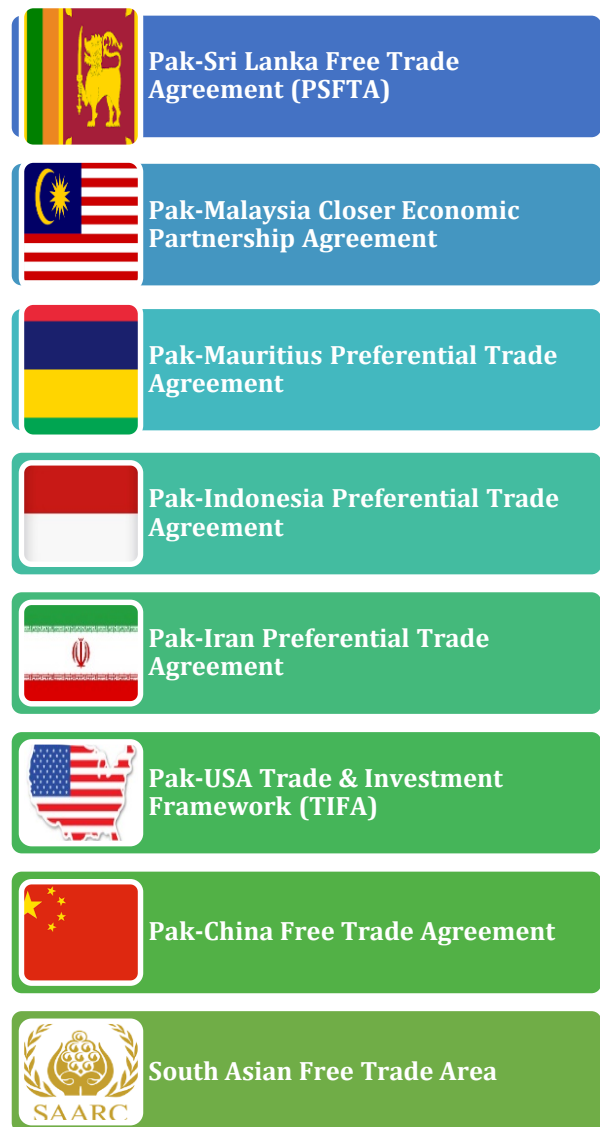 Pak-Sri Lanka Free Trade
Agreement (PSFTA)
Pak-Malaysia Closer Economic
Partnership Agreement
Pak-Mauritius Preferential Trade
Agreement
Pak-Indonesia Preferential Trade
Agreement
Pak-Iran Preferential Trade
Agreement
Pak-USA Trade & Investment
Framework (TIFA)
Pak-China Free Trade Agreement
South Asian Free Trade Area
SAARC